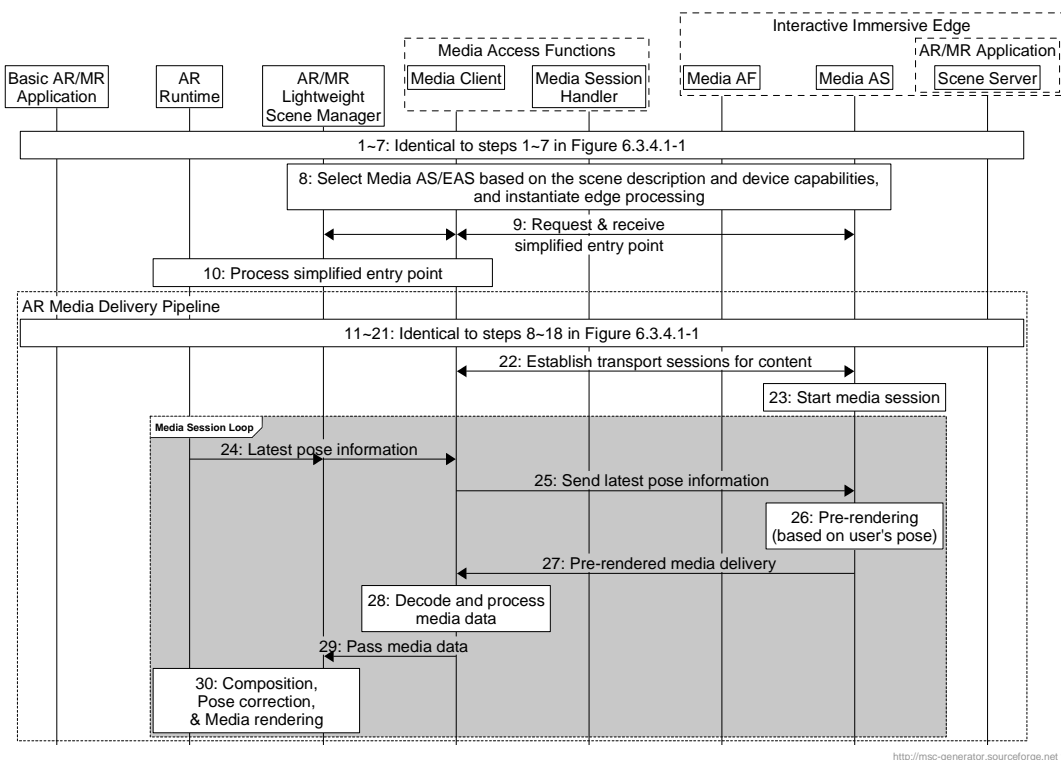 Interactive Immersive Edge
Media Access Functions
AR/MR Application
Basic AR/MR
Application
AR
Runtime
AR/MR
Lightweight
Scene Manager
Media Client
Media Session
Handler
Media AF
Media AS
Scene Server
1~7: Identical to steps 1~7 in Figure 6.3.4.1-1
8: Select Media AS/EAS based on the scene description and device capabilities,
and instantiate edge processing
9: Request & receive
simplified entry point
10: Process simplified entry point
AR Media Delivery Pipeline
11~21: Identical to steps 8~18 in Figure 6.3.4.1-1
22: Establish transport sessions for content
23: Start media session
Media Session Loop
24: Latest pose information
25: Send latest pose information
26: Pre-rendering
(based on user's pose)
27: Pre-rendered media delivery
28: Decode and process
media data
29: Pass media data
30: Composition,
Pose correction,
& Media rendering
http://msc-generator.sourceforge.net